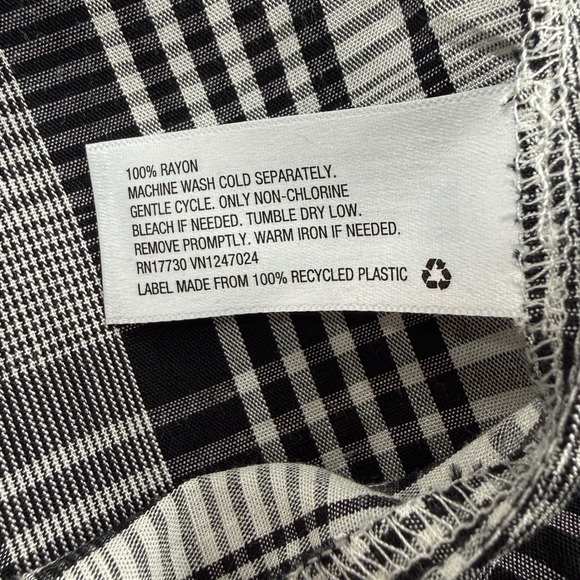 100% RAYON
MACHINE WASH COLD SEPARATELY.
GENTLE CYCLE. ONLY NON-CHLORINE
BLEACH IF NEEDED. TUMBLE DRY LOW.
REMOVE PROMPTLY. WARM IRON IF NEEDED.
RN17730 VN1247024
LABEL MADE FROM 100% RECYCLED PLASTIC